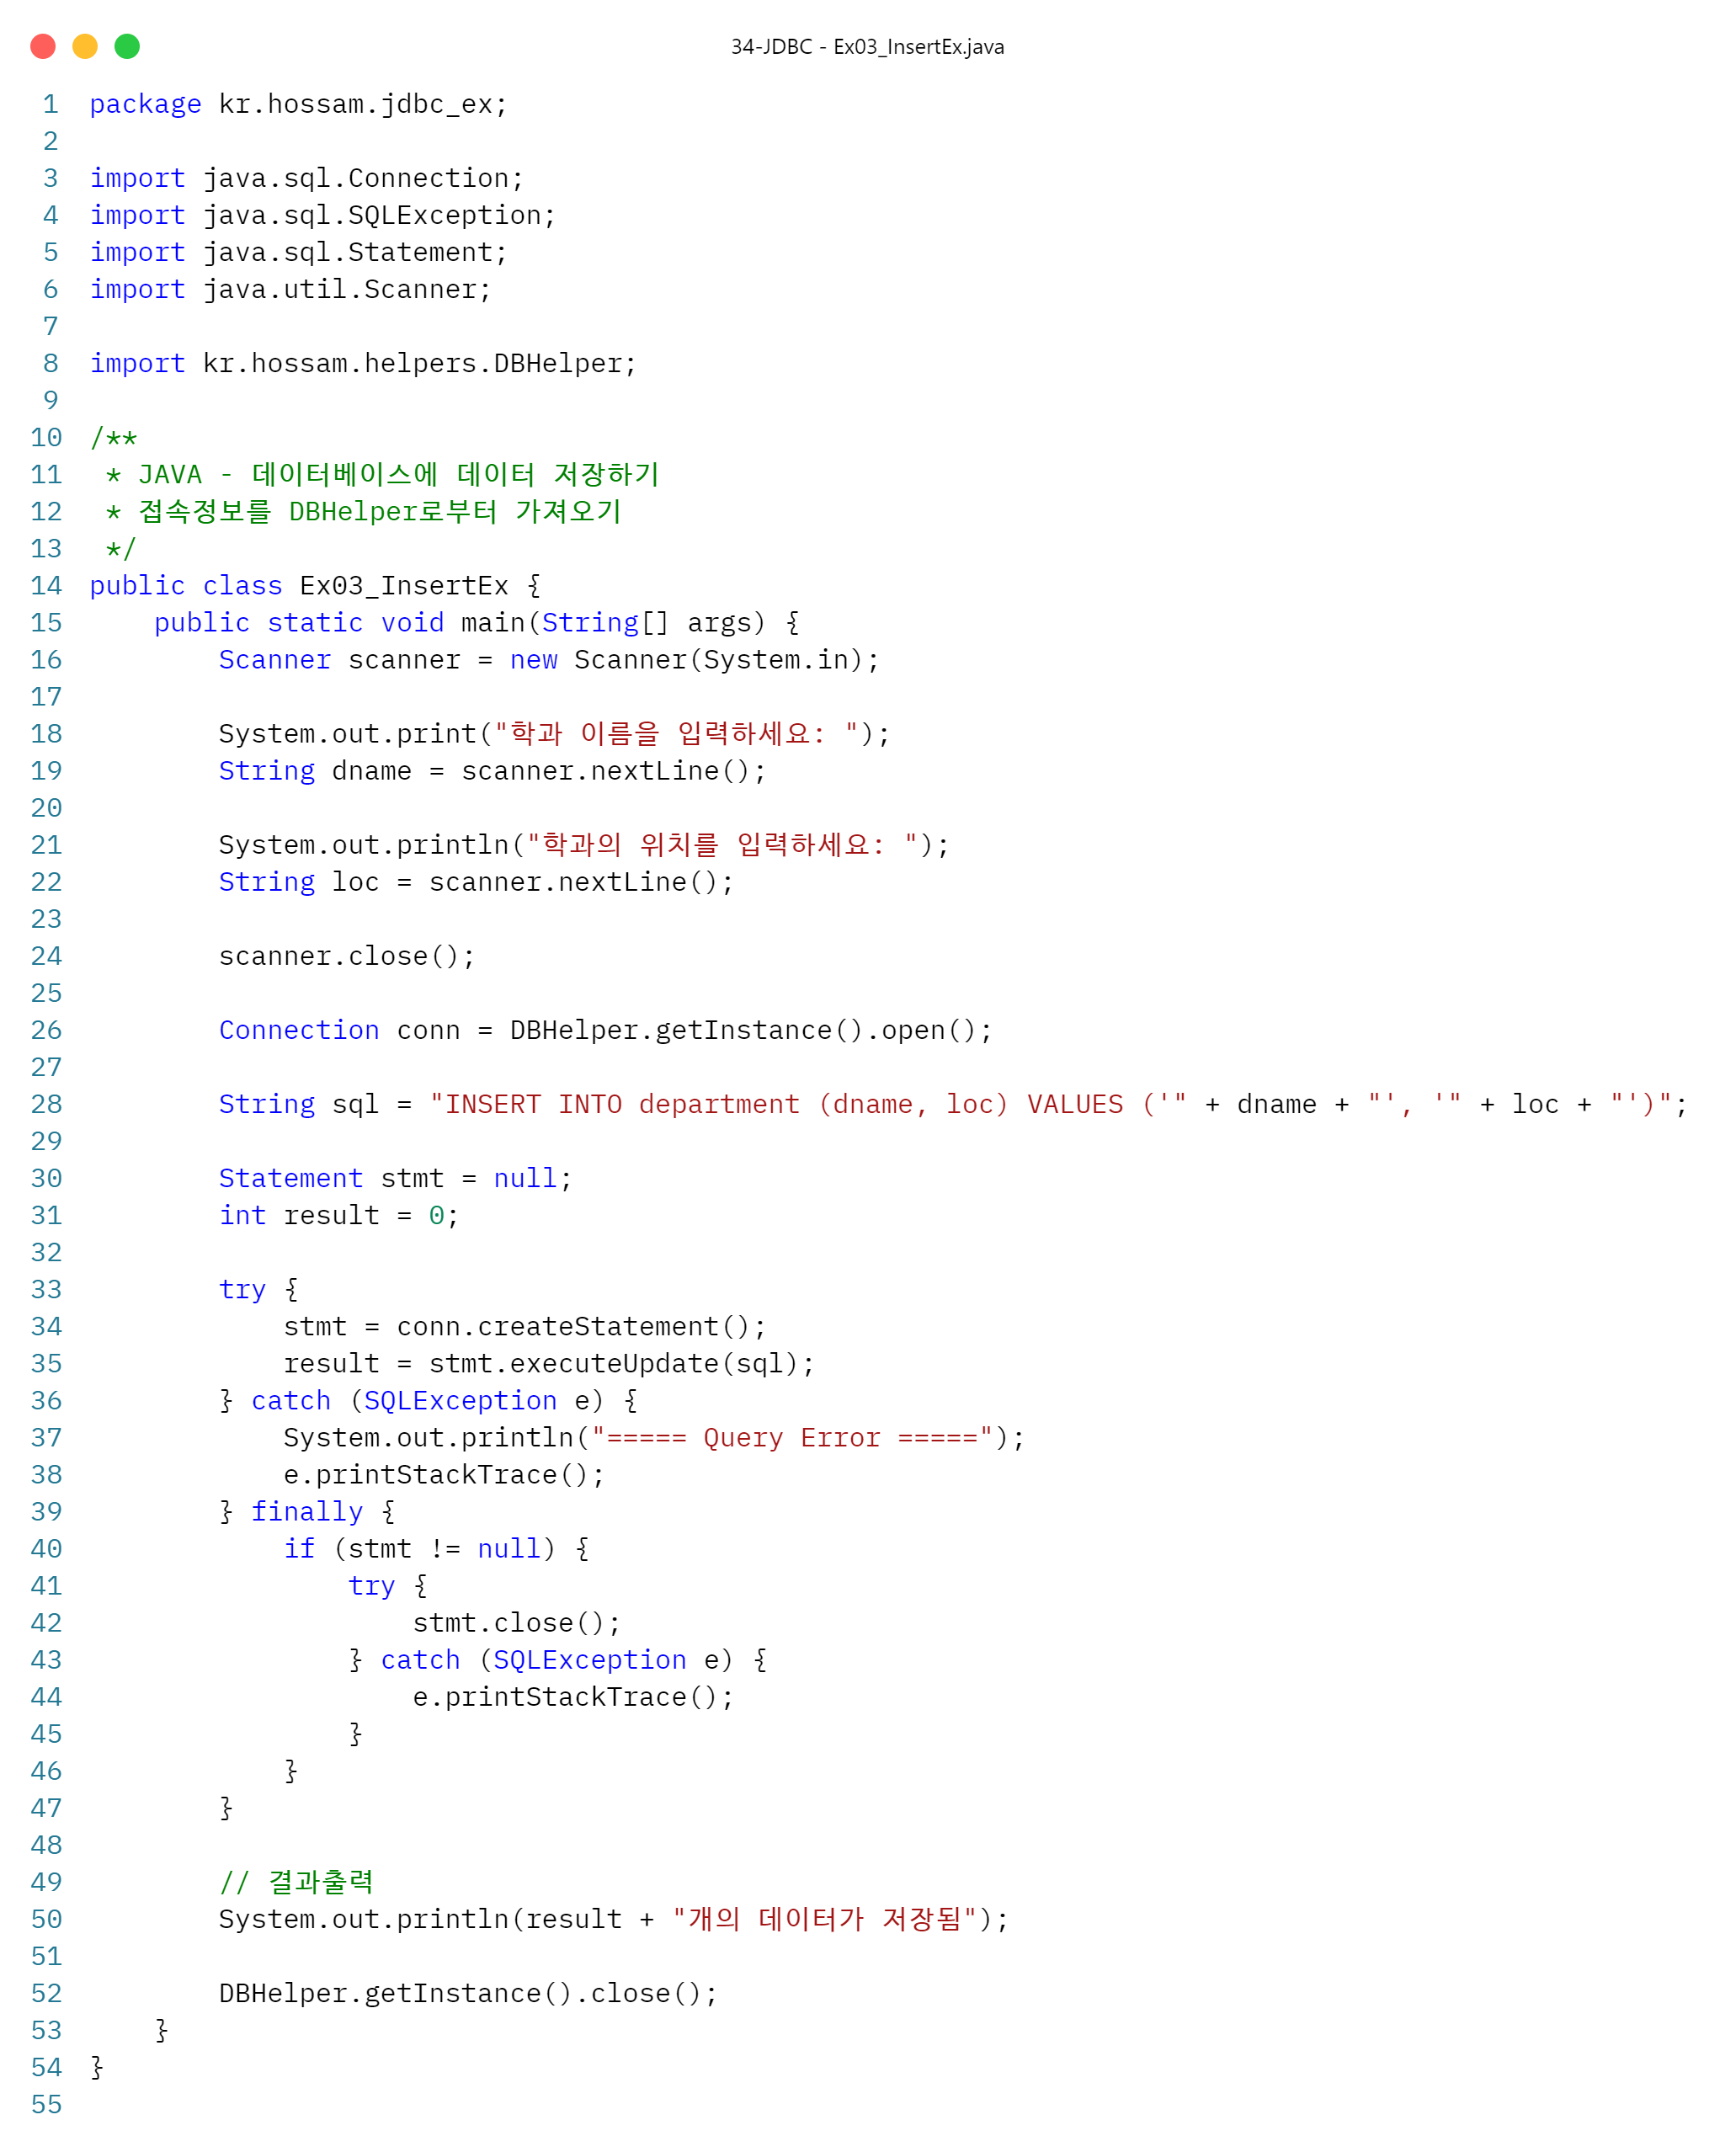 34-JDBC - Ex03_InsertEx.java
1 package kr.hossam.jdbc_ex;
2
3 import java.sql.Connection;
4 import java.sql.SQLException;
5 import java.sql.Statement;
6 import java.util.Scanner;
7
8 import kr.hossam.helpers.DBHelper;
9
10 /**
11  * JAVA - 데이터베이스에 데이터 저장하기
12  * 접속정보를 DBHelper로부터 가져오기
13  */
14 public class Ex03_InsertEx {
15     public static void main(String[] args) {
16         Scanner scanner = new Scanner(System.in);
17
18         System.out.print("학과 이름을 입력하세요: ");
19         String dname = scanner.nextLine();
20
21         System.out.println("학과의 위치를 입력하세요: ");
22         String loc = scanner.nextLine();
23
24         scanner.close();
25
26         Connection conn = DBHelper.getInstance().open();
27
28         String sql = "INSERT INTO department (dname, loc) VALUES ('" + dname + "', '" + loc + "')";
29
30         Statement stmt = null;
31         int result = 0;
32
33         try {
34             stmt = conn.createStatement();
35             result = stmt.executeUpdate(sql);
36         } catch (SQLException e) {
37             System.out.println("===== Query Error =====");
38             e.printStackTrace();
39         } finally {
40             if (stmt != null) {
41                 try {
42                     stmt.close();
43                 } catch (SQLException e) {
44                     e.printStackTrace();
45                 }
46             }
47         }
48
49         // 결과출력
50         System.out.println(result + "개의 데이터가 저장됨");
51
52         DBHelper.getInstance().close();
53     }
54 }
55